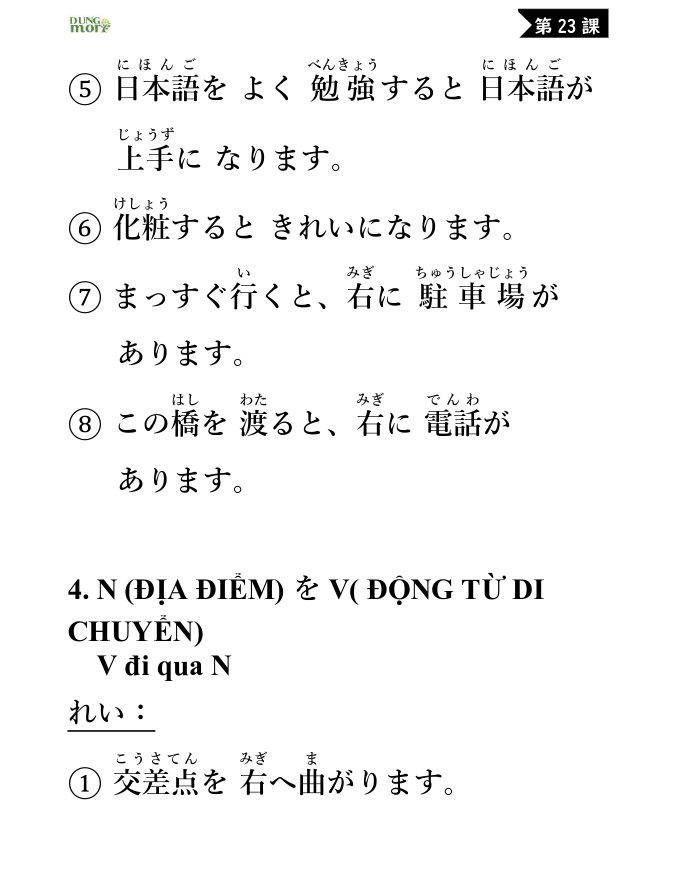 DUNG
mori
第 23 課
に ほ ん ご べんきょう に ほ ん ご
⑤ 日本語を よく 勉 強すると 日本語が
じょうず
上手に なります。
けしょう
⑥ 化粧すると きれいになります。
い みぎ ちゅうしゃじょう
⑦ まっすぐ行くと、右に 駐 車 場が
あります。
はし わた みぎ で ん わ
⑧ この橋を 渡ると、右に 電話が
あります。
4. N (ĐỊA ĐIỂM) を V( ĐỘNG TỪ DI
CHUYỂN)
V đi qua N
れい：
こ う さ て ん みぎ ま
① 交差点を 右へ曲がります。